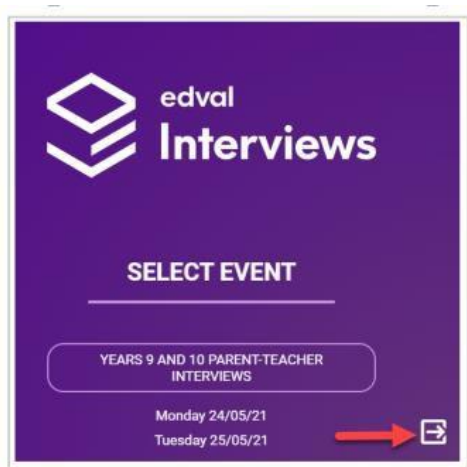 edval
Interviews
SELECT EVENT
YEARS 9 AND 10 PARENT-TEACHER
INTERVIEWS
Monday 24/05/21
Tuesday 25/05/21